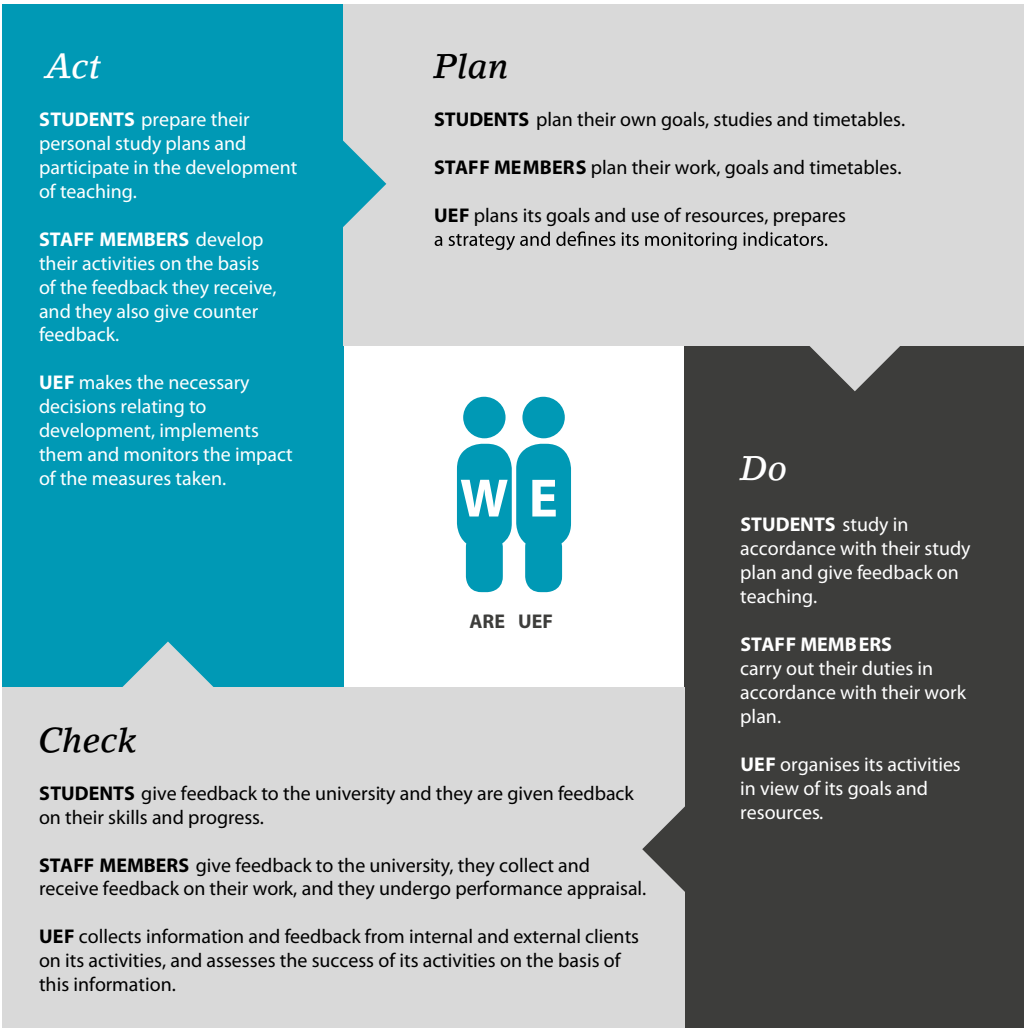 Act
STUDENTS prepare their
personal study plans and
participate in the development
of teaching.
STAFF MEMBERS develop
their activities on the basis
of the feedback they receive,
and they also give counter
feedback.
UEF makes the necessary
decisions relating to
development, implements
them and monitors the impact
of the measures taken.
Plan
STUDENTS plan their own goals, studies and timetables.
STAFF MEMBERS plan their work, goals and timetables.
UEF plans its goals and use of resources, prepares
a strategy and defines its monitoring indicators.
WE
ARE UEF
Do
STUDENTS study in
accordance with their study
plan and give feedback on
teaching.
STAFF MEMBERS
carry out their duties in
accordance with their work
plan.
UEF organises its activities
in view of its goals and
resources.
Check
STUDENTS give feedback to the university and they are given feedback
on their skills and progress.
STAFF MEMBERS give feedback to the university, they collect and
receive feedback on their work, and they undergo performance appraisal.
UEF collects information and feedback from internal and external clients
on its activities, and assesses the success of its activities on the basis of
this information.